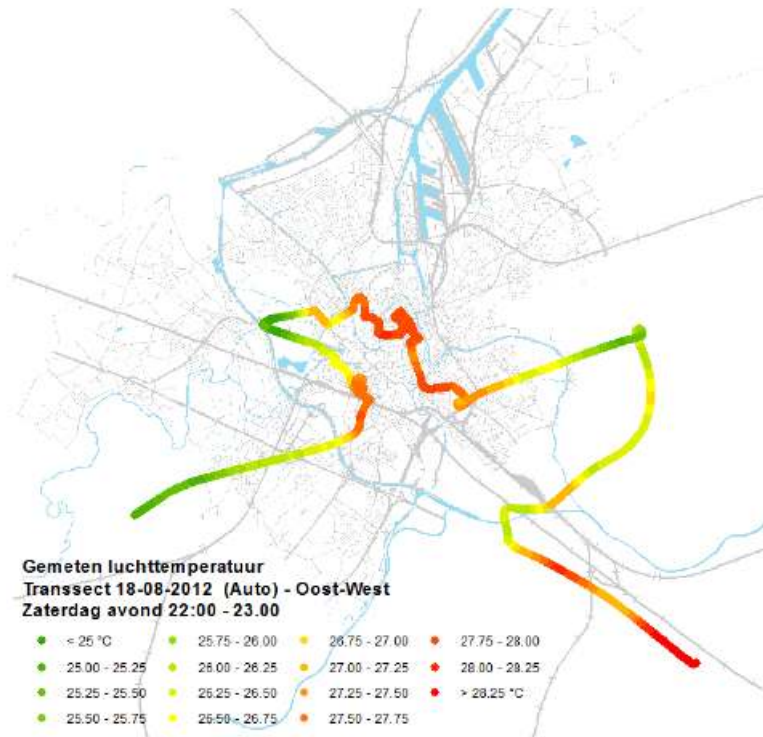 Gemeten luchttemperatuur
Transsect 18-08-2012 (Auto) - Oost-West
Zaterdag avond 22:00 - 23.00
< 25 °C 25.75 - 26.00 26.75 - 27.00 27.75 - 28.00
25.00 - 25.25 26.00 - 26.25 27.00 - 27.25 28.00 - 28.25
25.25 - 25.50 26.25 - 26.50 27.25 - 27.50 > 28.25 °C
25.50 - 25.75 26.50 - 26.75 27.50 - 27.75